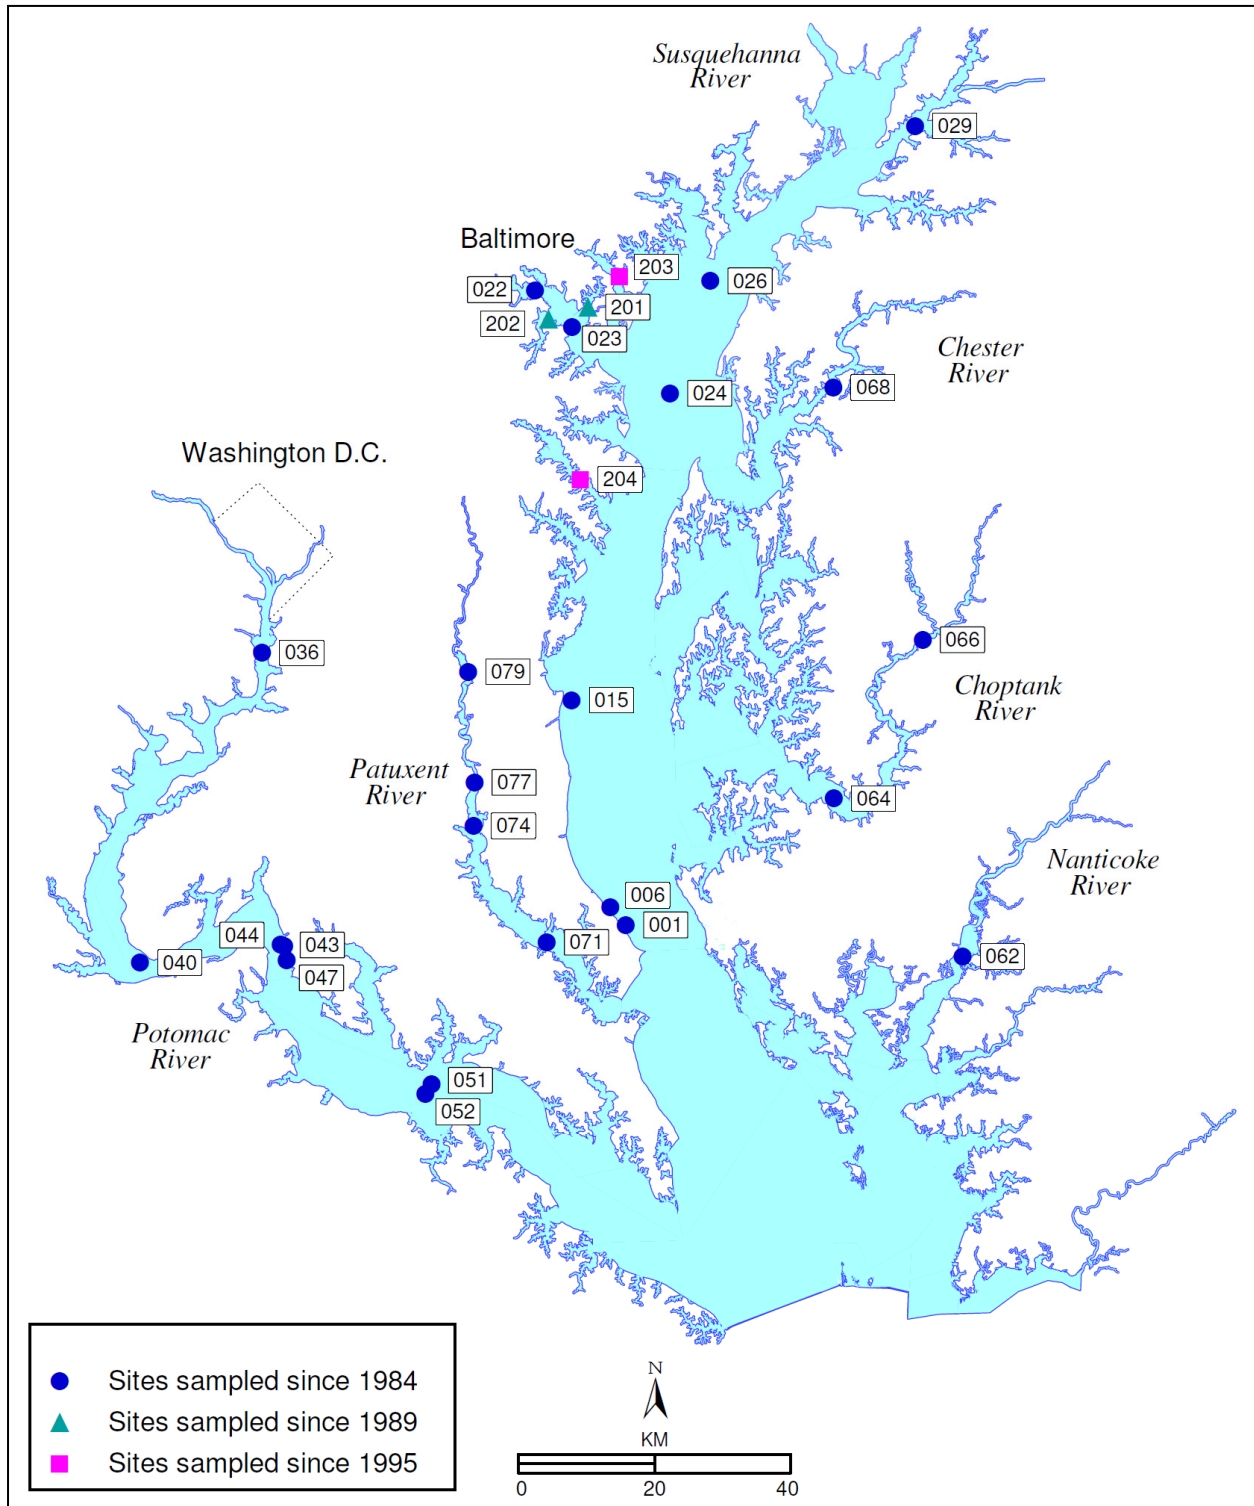 Susquehanna
River
029
Baltimore
203
026
022
201
202
023
Chester
River
068
024
Washington D.C.
204
066
036
079
Choptank
River
015
Patuxent
River
077
064
074
Nanticoke
River
006
001
044
043
071
062
040
047
Potomac
River
051
052
Sites sampled since 1984
Sites sampled since 1989
Sites sampled since 1995
N
KM
0 20 40